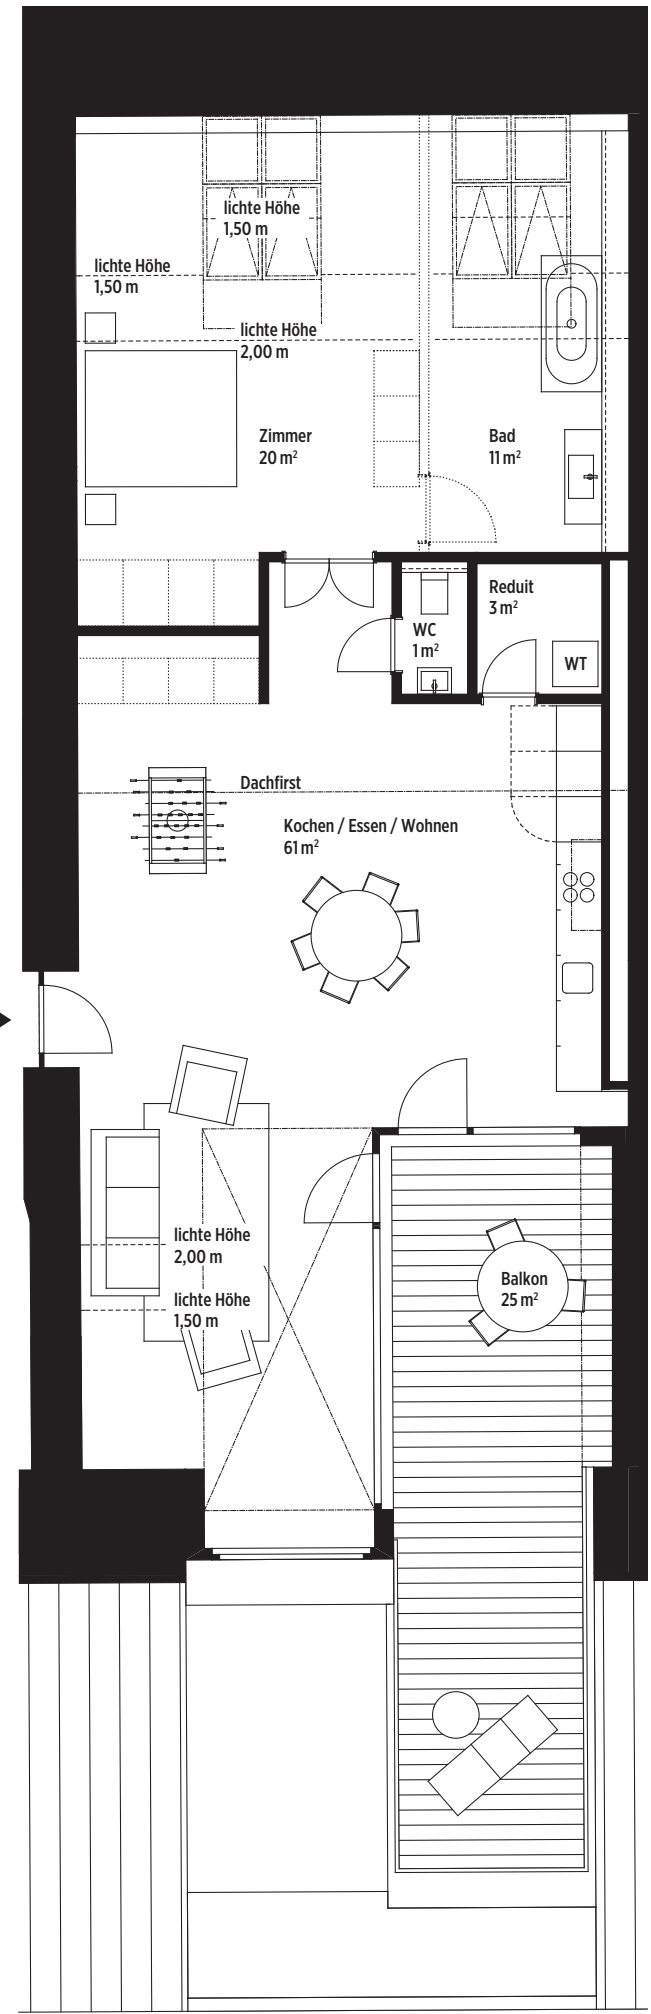 lichte Höhe
1,50 m
lichte Höhe
1,50 m
lichte Höhe
2,00 m
Zimmer
20 m²
Bad
11 m²
Reduit
3 m²
WC
1 m²
WT
Dachfirst
Kochen / Essen / Wohnen
61 m²
lichte Höhe
2,00 m
lichte Höhe
1,50 m
Balkon
25 m²